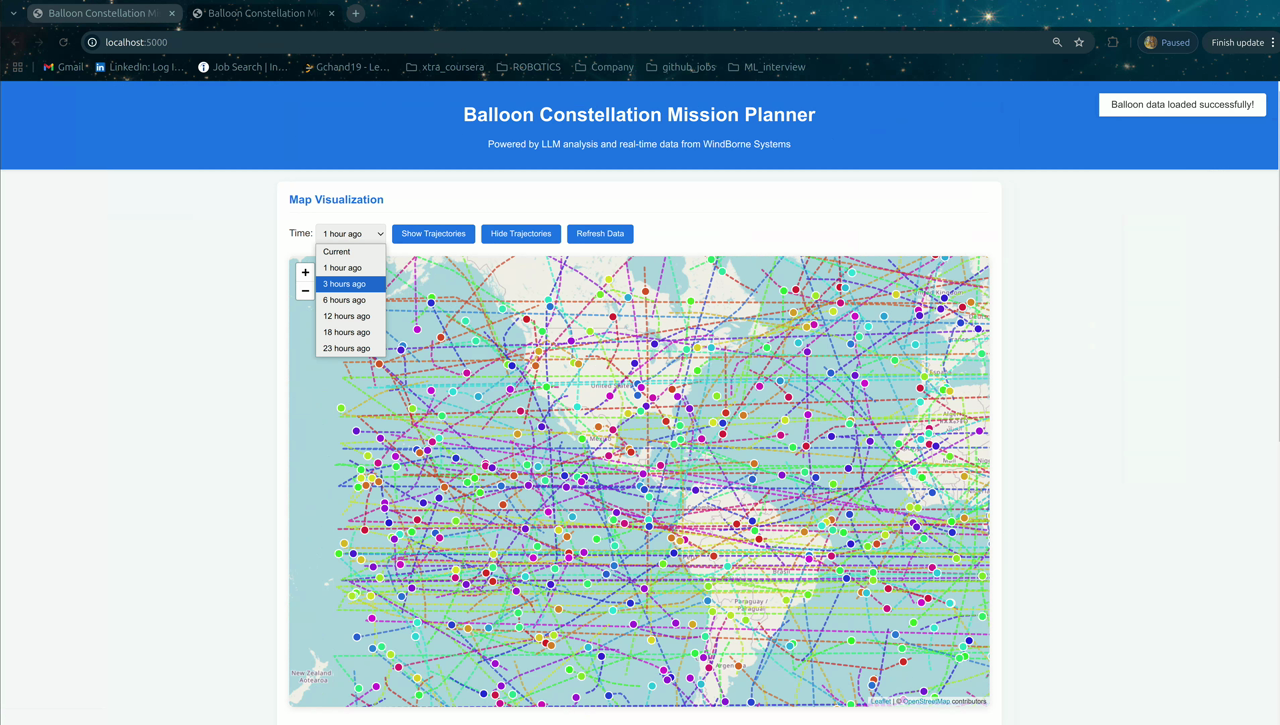 Balloon Constellation Mi
Balloon Constellation M
localhost:5000
Paused
Finish update
Gmail
LinkedIn: Log I...
Job Search | In...
Gchand19 - Le...
xtra_coursera
ROBOTICS
Company
github_jobs
ML_interview
Balloon Constellation Mission Planner
Powered by LLM analysis and real-time data from WindBorne Systems
Balloon data loaded successfully!
Map Visualization
Time:
1 hour ago
Show Trajectories
Hide Trajectories
Refresh Data
Current
1 hour ago
3 hours ago
6 hours ago
12 hours ago
18 hours ago
23 hours ago
+
−
United States
Mexico
Brasil
Paraguay /
Paraguái
New Zealand
Aotearoa
Leaflet | © OpenStreetMap contributors